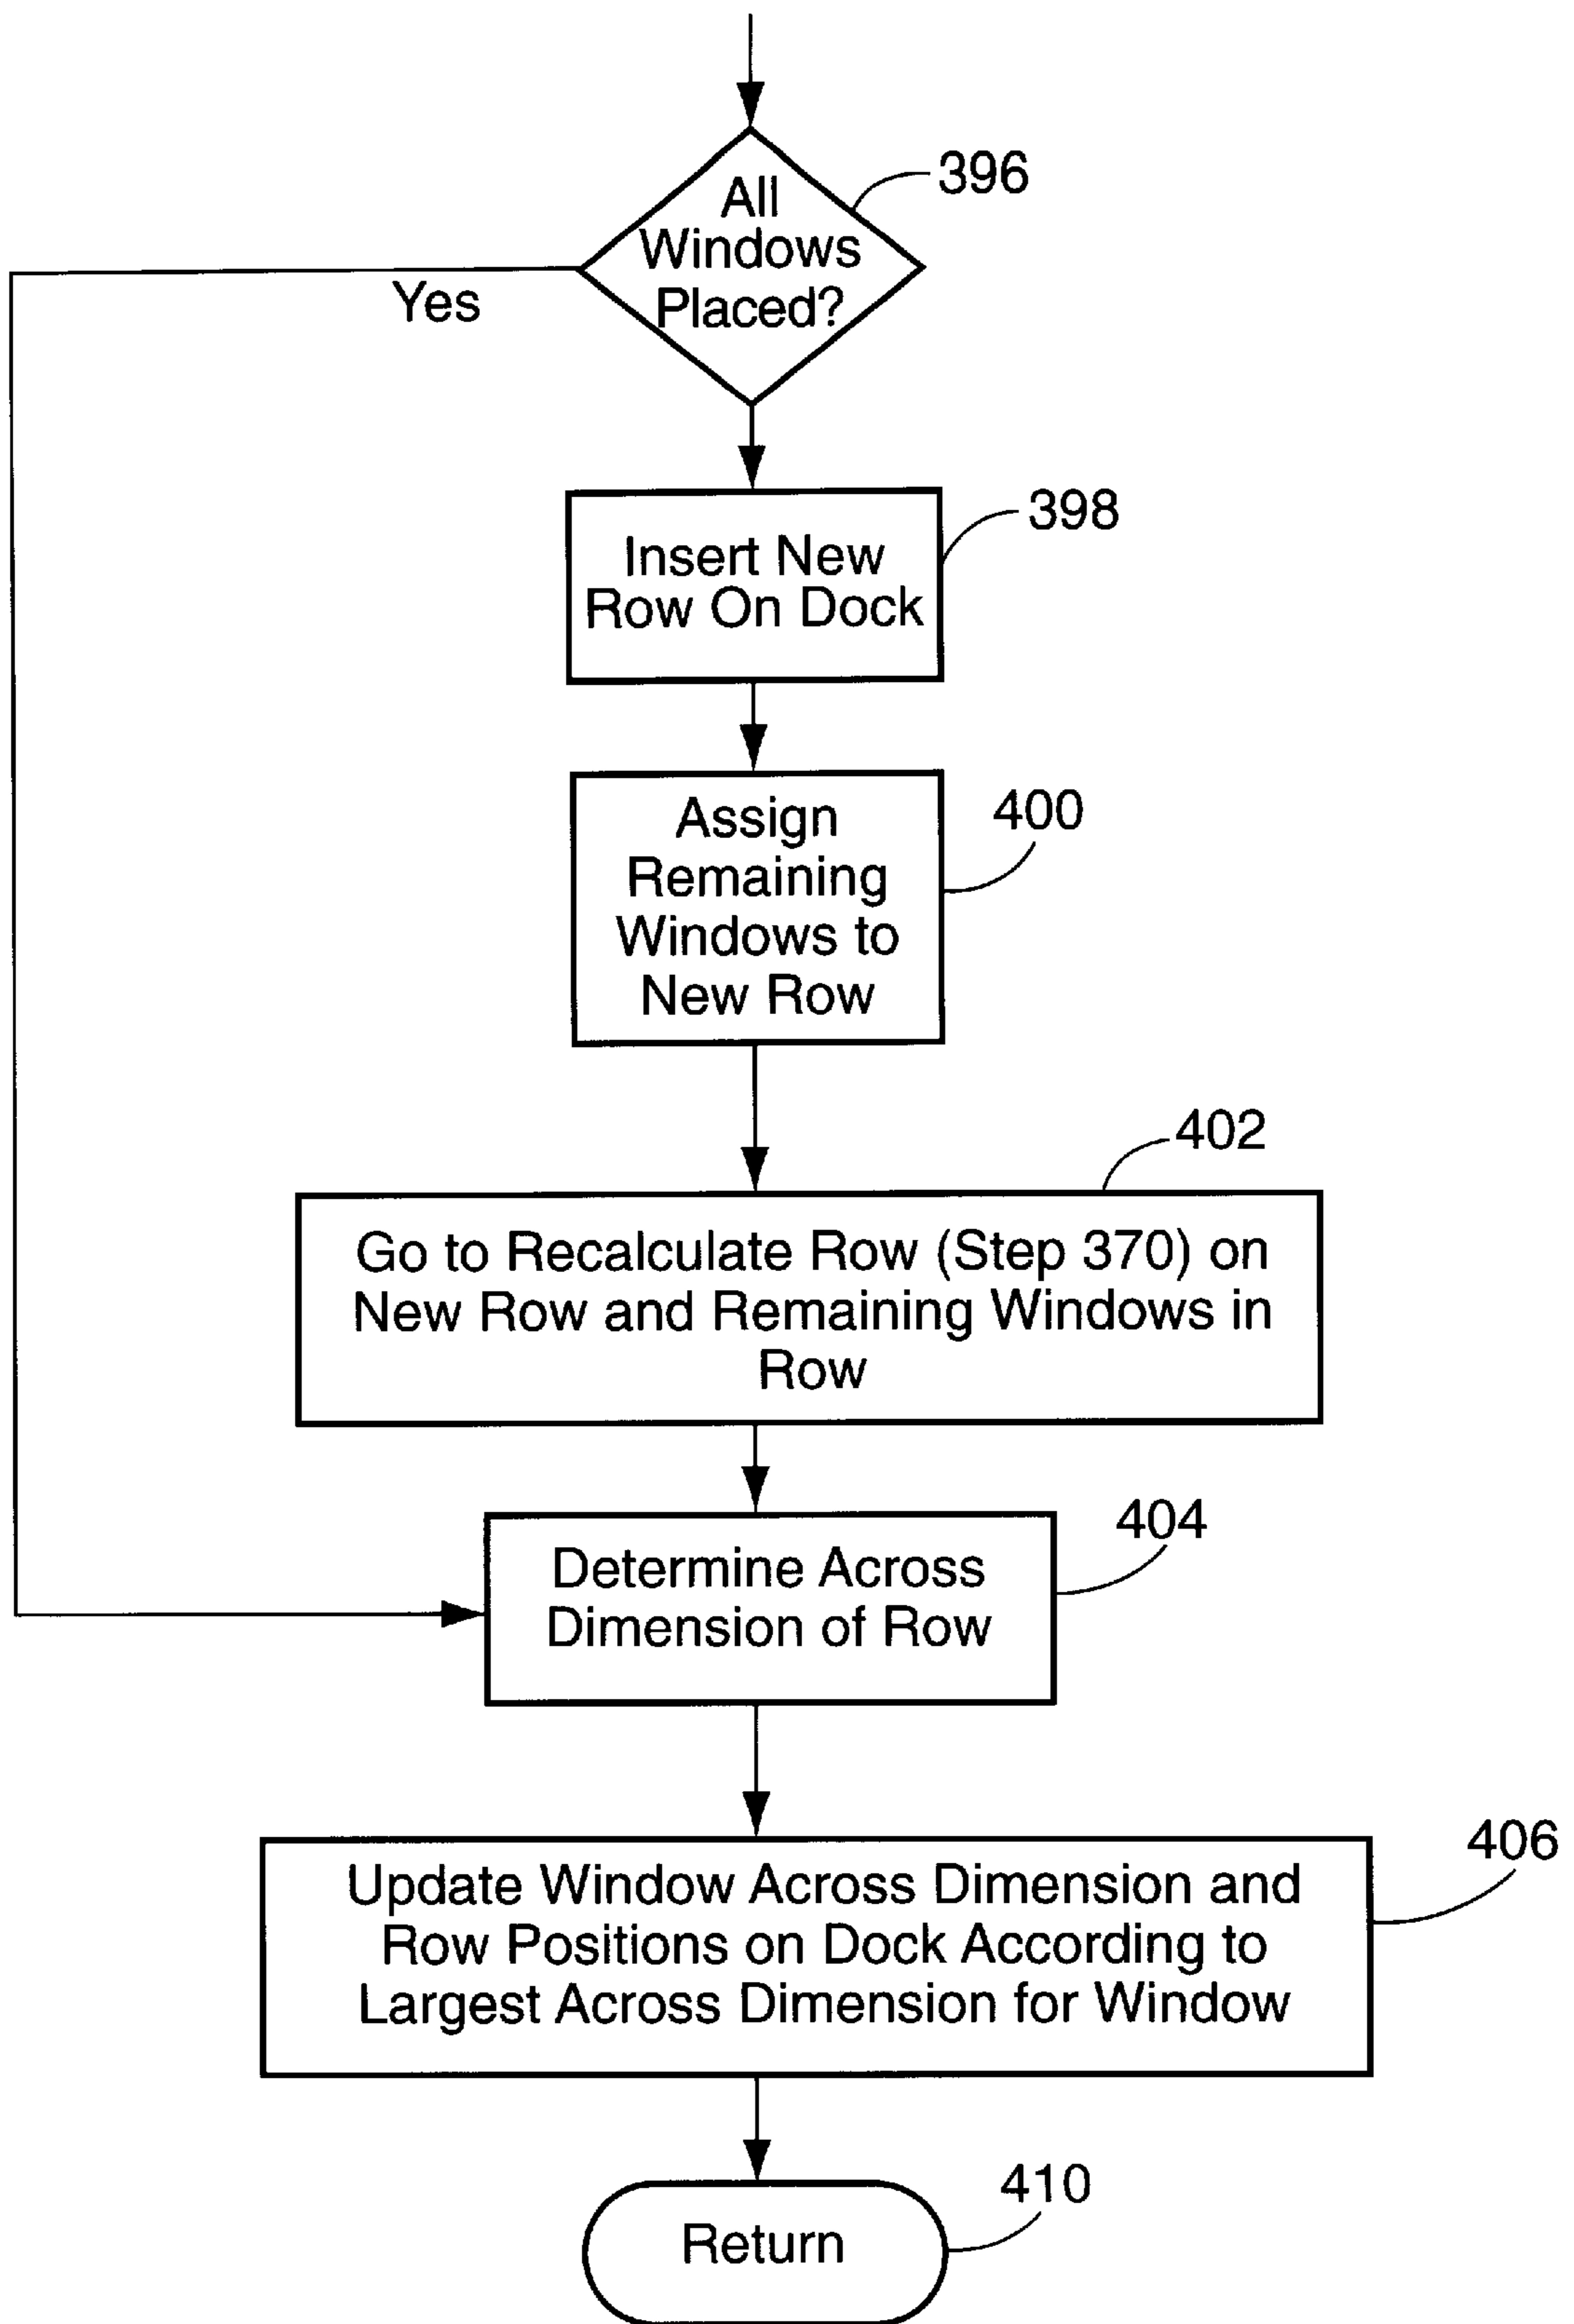 396
All
Windows
Placed?
Yes
398
Insert New
Row On Dock
400
Assign
Remaining
Windows to
New Row
402
Go to Recalculate Row (Step 370) on
New Row and Remaining Windows in
Row
404
Determine Across
Dimension of Row
406
Update Window Across Dimension and
Row Positions on Dock According to
Largest Across Dimension for Window
410
Return